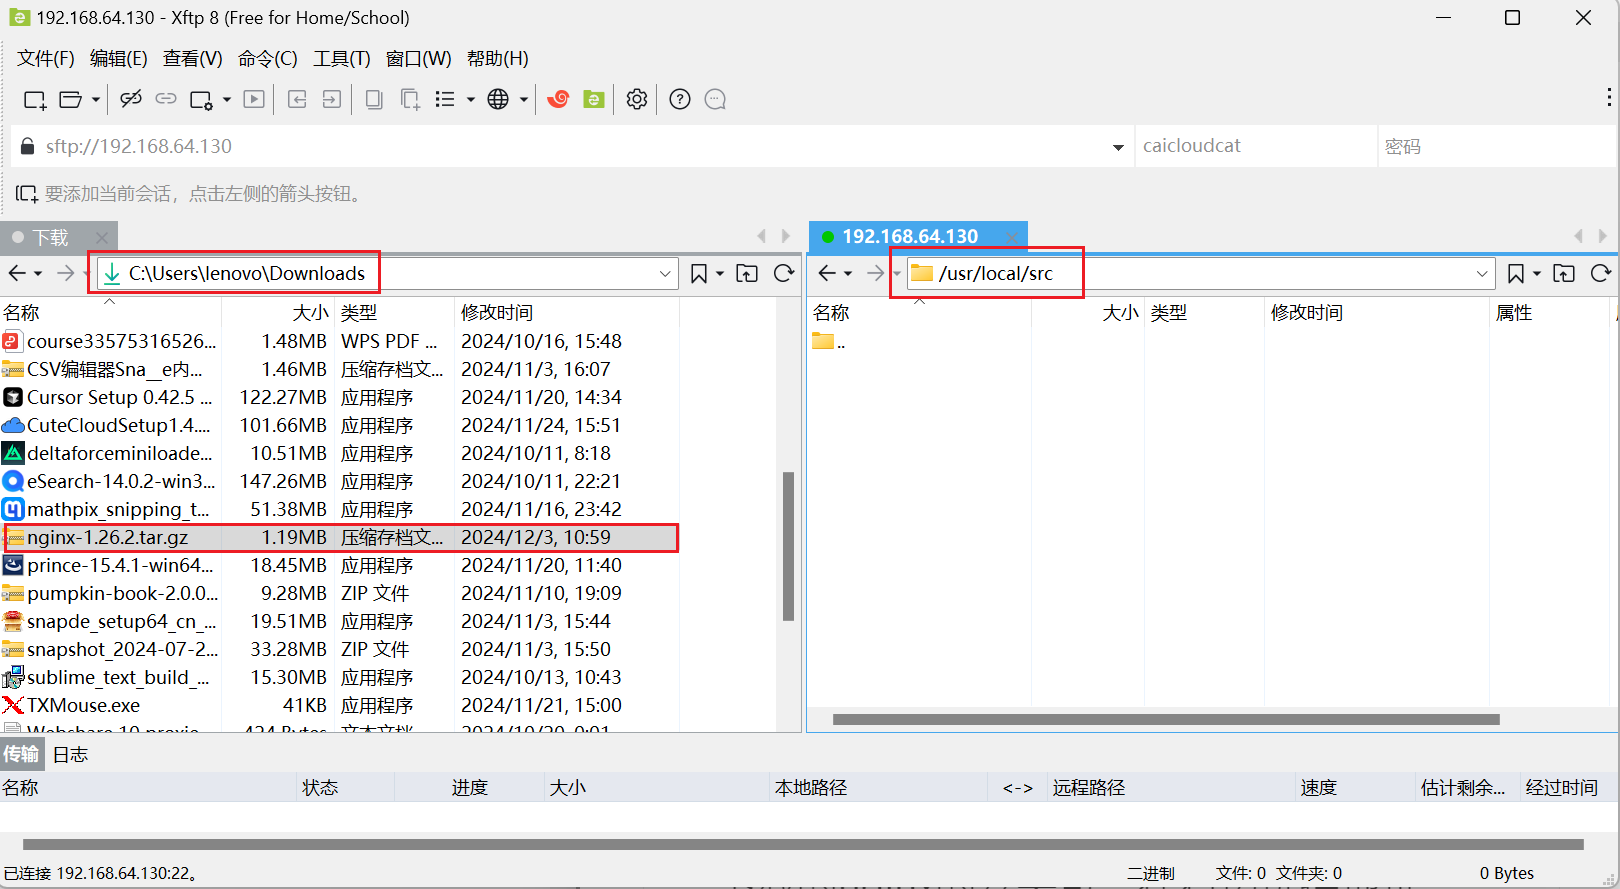 192.168.64.130 - Xftp 8 (Free for Home/School)
文件(F) 编辑(E) 查看(V) 命令(C) 工具(T) 窗口(W) 帮助(H)
sftp://192.168.64.130 caicloudcat 密码
要添加当前会话，点击左侧的箭头按钮。
下载 192.168.64.130
C:\Users\lenovo\Downloads /usr/local/src
名称 大小 类型 修改时间 名称 大小 类型 修改时间 属性
course33575316526... 1.48MB WPS PDF ... 2024/10/16, 15:48 ..
CSV编辑器Sna__e内... 1.46MB 压缩存档文... 2024/11/3, 16:07
Cursor Setup 0.42.5 ... 122.27MB 应用程序 2024/11/20, 14:34
CuteCloudSetup1.4.... 101.66MB 应用程序 2024/11/24, 15:51
deltaforceminiloade... 10.51MB 应用程序 2024/10/11, 8:18
eSearch-14.0.2-win3... 147.26MB 应用程序 2024/10/11, 22:21
mathpix_snipping_t... 51.38MB 应用程序 2024/11/16, 23:42
nginx-1.26.2.tar.gz 1.19MB 压缩存档文... 2024/12/3, 10:59
prince-15.4.1-win64... 18.45MB 应用程序 2024/11/20, 11:40
pumpkin-book-2.0.0... 9.28MB ZIP 文件 2024/11/10, 19:09
snapde_setup64_cn_... 19.51MB 应用程序 2024/11/3, 15:44
snapshot_2024-07-2... 33.28MB ZIP 文件 2024/11/3, 15:50
sublime_text_build_... 15.30MB 应用程序 2024/10/13, 10:43
TXMouse.exe 41KB 应用程序 2024/11/21, 15:00
传输 日志
名称 状态 进度 大小 本地路径 <-> 远程路径 速度 估计剩余... 经过时间
已连接 192.168.64.130:22。 二进制 文件: 0 文件夹: 0 0 Bytes